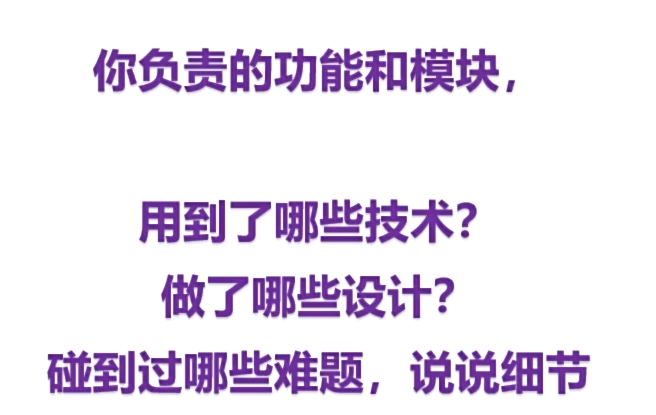 你负责的功能和模块，
用到了哪些技术？
做了哪些设计？
碰到过哪些难题，说说细节